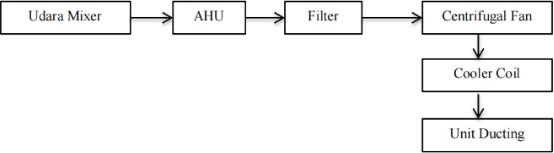 Udara Mixer
AHU
Filter
Centrifugal Fan
Cooler Coil
Unit Ducting